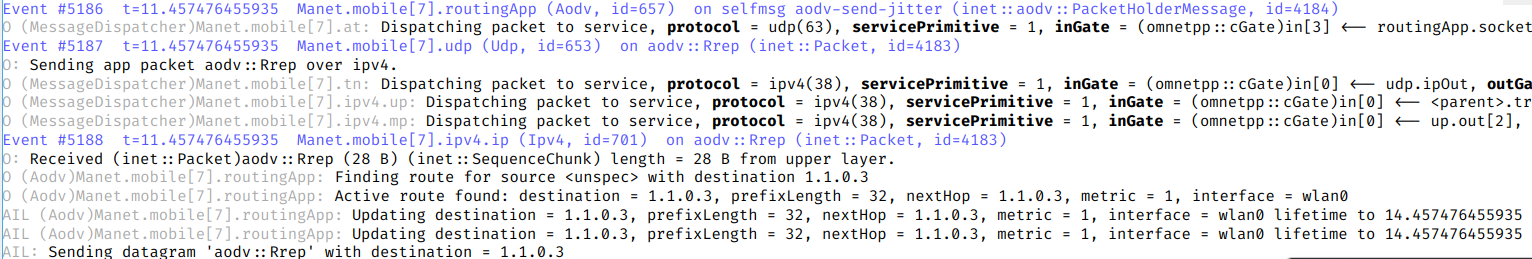 Event #5186  t=11.457476455935  Manet.mobile[7].routingApp (Aodv, id=657)  on selfmsg aodv-send-jitter (inet::aodv::PacketHolderMessage, id=4184)
O (MessageDispatcher)Manet.mobile[7].at: Dispatching packet to service, protocol = udp(63), servicePrimitive = 1, inGate = (omnetpp::cGate)in[3] <-- routingApp.socket
Event #5187  t=11.457476455935  Manet.mobile[7].udp (Udp, id=653)  on aodv::Rrep (inet::Packet, id=4183)
O: Sending app packet aodv::Rrep over ipv4.
O (MessageDispatcher)Manet.mobile[7].tn: Dispatching packet to service, protocol = ipv4(38), servicePrimitive = 1, inGate = (omnetpp::cGate)in[0] <-- udp.ipOut, outGa
O (MessageDispatcher)Manet.mobile[7].ipv4.up: Dispatching packet to service, protocol = ipv4(38), servicePrimitive = 1, inGate = (omnetpp::cGate)in[0] <-- <parent>.tr
O (MessageDispatcher)Manet.mobile[7].ipv4.mp: Dispatching packet to service, protocol = ipv4(38), servicePrimitive = 1, inGate = (omnetpp::cGate)in[0] <-- up.out[2],
Event #5188  t=11.457476455935  Manet.mobile[7].ipv4.ip (Ipv4, id=701)  on aodv::Rrep (inet::Packet, id=4183)
O: Received (inet::Packet)aodv::Rrep (28 B) (inet::SequenceChunk) length = 28 B from upper layer.
O (Aodv)Manet.mobile[7].routingApp: Finding route for source <unspec> with destination 1.1.0.3
O (Aodv)Manet.mobile[7].routingApp: Active route found: destination = 1.1.0.3, prefixLength = 32, nextHop = 1.1.0.3, metric = 1, interface = wlan0
AIL (Aodv)Manet.mobile[7].routingApp: Updating destination = 1.1.0.3, prefixLength = 32, nextHop = 1.1.0.3, metric = 1, interface = wlan0 lifetime to 14.457476455935
AIL (Aodv)Manet.mobile[7].routingApp: Updating destination = 1.1.0.3, prefixLength = 32, nextHop = 1.1.0.3, metric = 1, interface = wlan0 lifetime to 14.457476455935
AIL: Sending datagram 'aodv::Rrep' with destination = 1.1.0.3